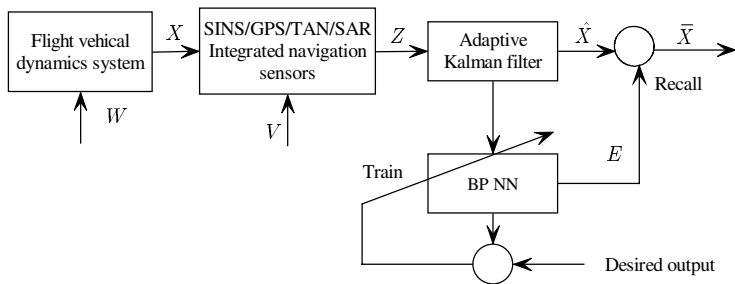 Flight vehical
dynamics system
X
SINS/GPS/TAN/SAR
Integrated navigation
sensors
Z
Adaptive
Kalman filter
X̂
X̅
Recall
W
V
Train
BP NN
E
Desired output